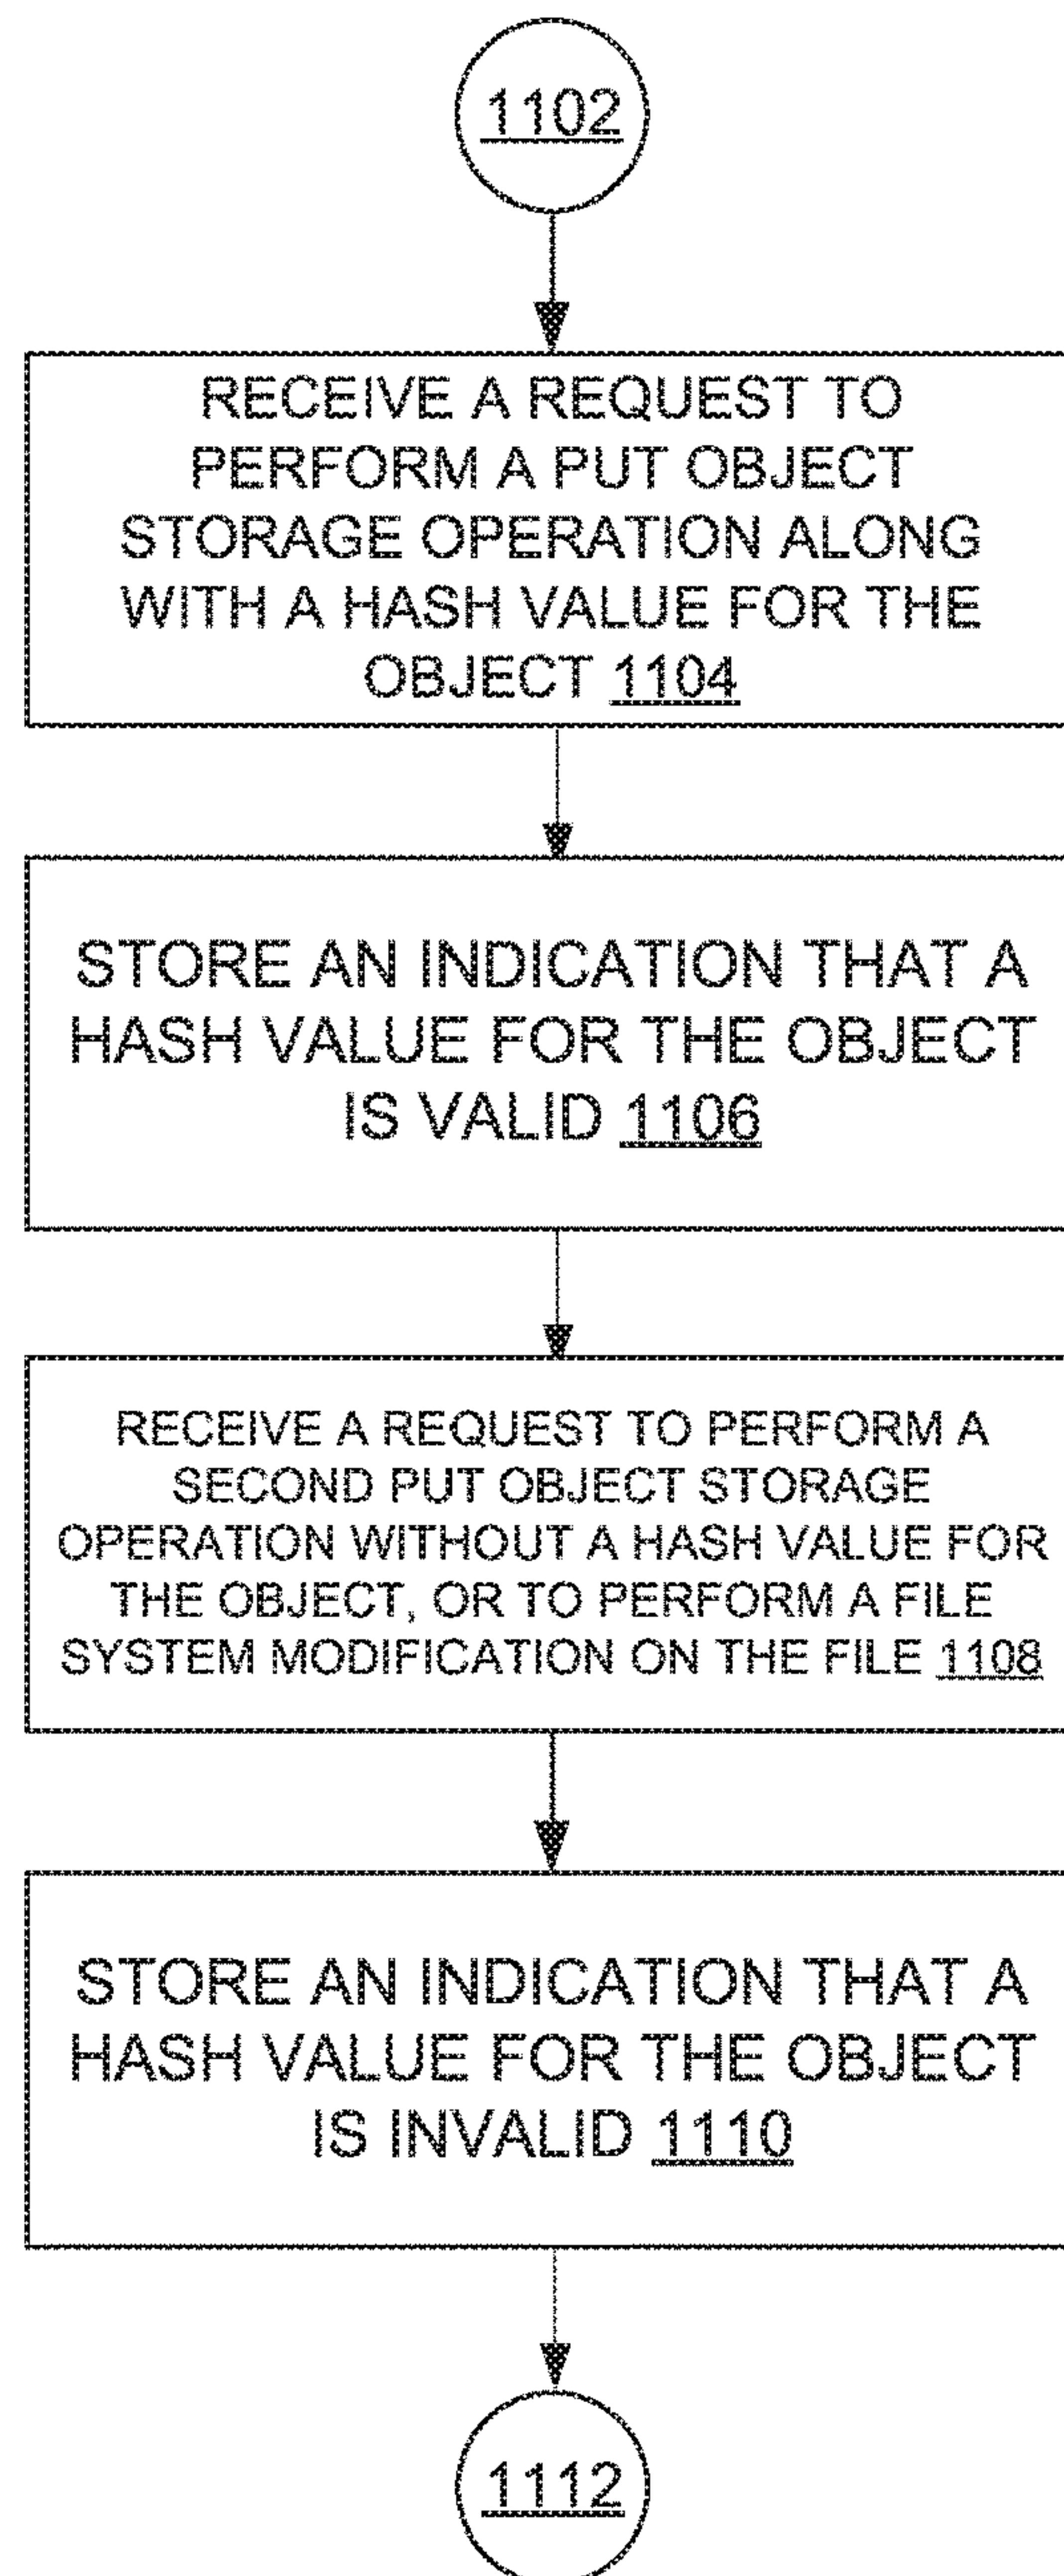 1102
RECEIVE A REQUEST TO
PERFORM A PUT OBJECT
STORAGE OPERATION ALONG
WITH A HASH VALUE FOR THE
OBJECT 1104
STORE AN INDICATION THAT A
HASH VALUE FOR THE OBJECT
IS VALID 1106
RECEIVE A REQUEST TO PERFORM A
SECOND PUT OBJECT STORAGE
OPERATION WITHOUT A HASH VALUE FOR
THE OBJECT, OR TO PERFORM A FILE
SYSTEM MODIFICATION ON THE FILE 1108
STORE AN INDICATION THAT A
HASH VALUE FOR THE OBJECT
IS INVALID 1110
1112